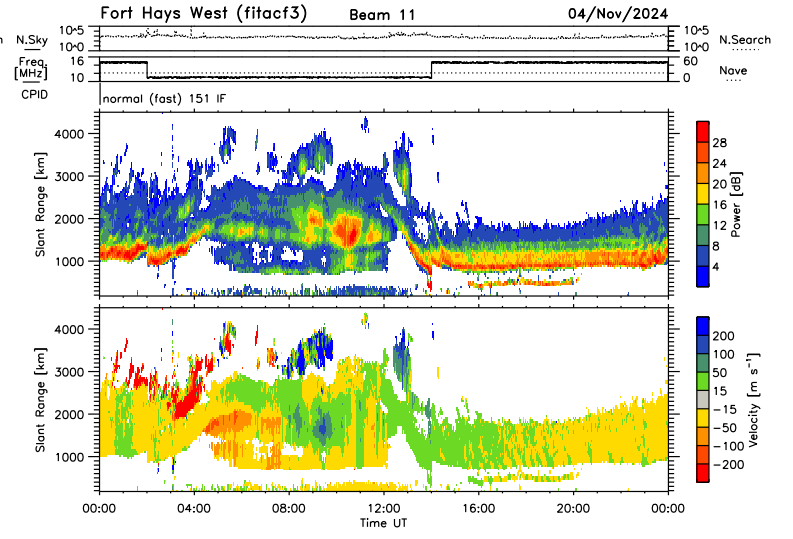 Fort Hays West (fitacf3) Beam 11 04/Nov/2024
N.Sky 10^5 10^0 10^5 10^0 N.Search
Freq. [MHz] 16 10 60 0 Nave
CPID normal (fast) 151 IF
Slant Range [km] 4000 3000 2000 1000
28 24 20 16 12 8 4 Power [dB]
Slant Range [km] 4000 3000 2000 1000
200 100 50 15 −15 −50 −100 −200 Velocity [m s⁻¹]
00:00 04:00 08:00 12:00 16:00 20:00 00:00
Time UT